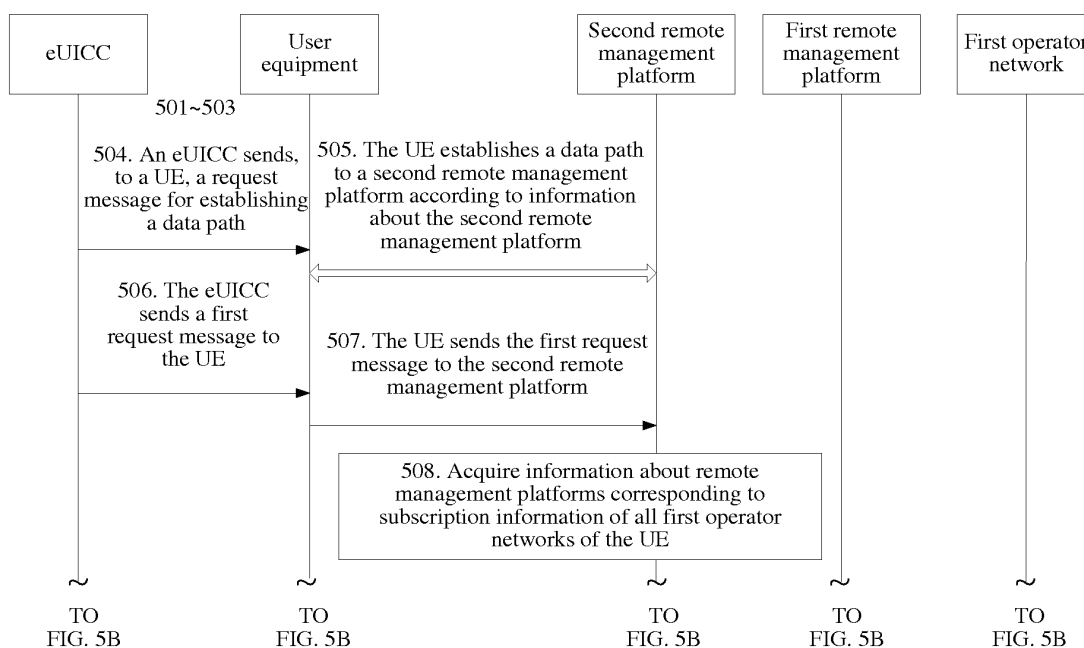 eUICC
User
equipment
Second remote
management
platform
First remote
management
platform
First operator
network
501~503
504. An eUICC sends,
to a UE, a request
message for establishing
a data path
505. The UE establishes a data path
to a second remote management
platform according to information
about the second remote
management platform
506. The eUICC
sends a first
request message to
the UE
507. The UE sends the first request
message to the second remote
management platform
508. Acquire information about remote
management platforms corresponding to
subscription information of all first operator
networks of the UE
~
~
~
~
~
TO
FIG. 5B
TO
FIG. 5B
TO
FIG. 5B
TO
FIG. 5B
TO
FIG. 5B